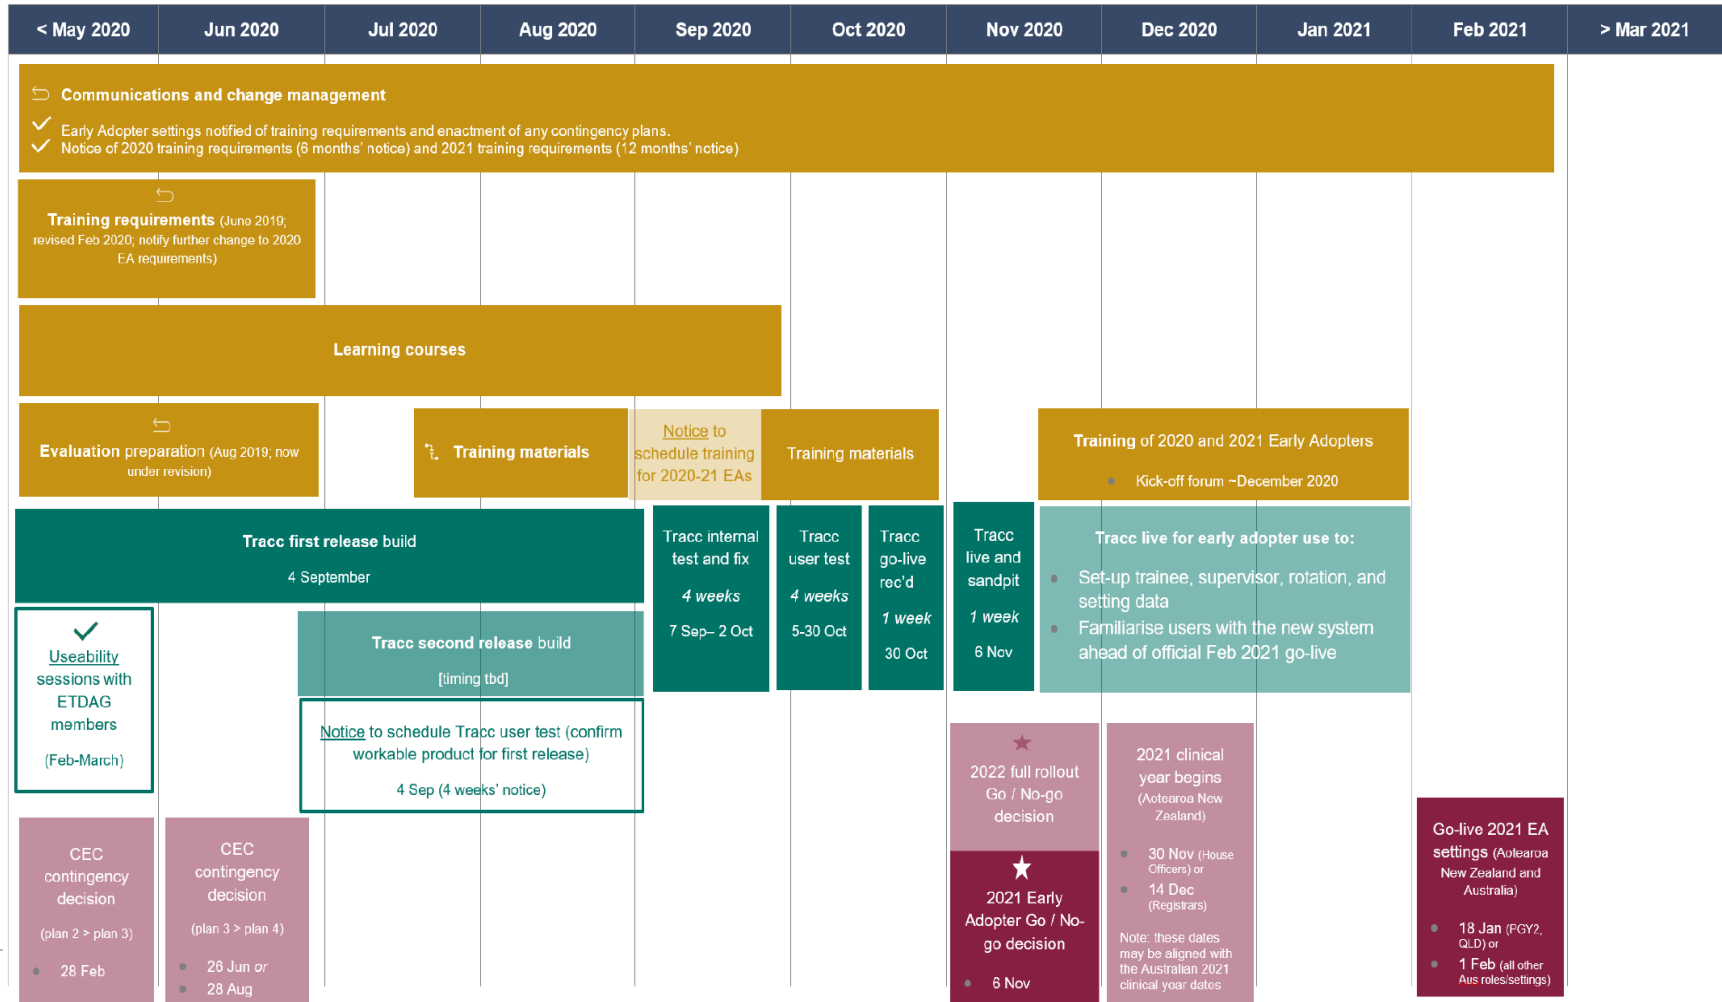 < May 2020
Jun 2020
Jul 2020
Aug 2020
Sep 2020
Oct 2020
Nov 2020
Dec 2020
Jan 2021
Feb 2021
> Mar 2021
Communications and change management
Early Adopter settings notified of training requirements and enactment of any contingency plans.
Notice of 2020 training requirements (6 months' notice) and 2021 training requirements (12 months' notice)
Training requirements (June 2019;
revised Feb 2020; notify further change to 2020
EA requirements)
Learning courses
Evaluation preparation (Aug 2019; now
under revision)
Training materials
Notice to
schedule training
for 2020-21 EAs
Training materials
Training of 2020 and 2021 Early Adopters
Kick-off forum ~December 2020
Tracc first release build
4 September
Tracc internal
test and fix
4 weeks
7 Sep– 2 Oct
Tracc
user test
4 weeks
5-30 Oct
Tracc
go-live
rec'd
1 week
30 Oct
Tracc
live and
sandpit
1 week
6 Nov
Tracc live for early adopter use to:
Set-up trainee, supervisor, rotation, and
setting data
Familiarise users with the new system
ahead of official Feb 2021 go-live
Useability
sessions with
ETDAG
members
(Feb-March)
Tracc second release build
[timing tbd]
Notice to schedule Tracc user test (confirm
workable product for first release)
4 Sep (4 weeks' notice)
CEC
contingency
decision
(plan 2 > plan 3)
28 Feb
CEC
contingency
decision
(plan 3 > plan 4)
26 Jun or
28 Aug
2022 full rollout
Go / No-go
decision
2021 Early
Adopter Go / No-
go decision
6 Nov
2021 clinical
year begins
(Aotearoa New
Zealand)
30 Nov (House
Officers) or
14 Dec
(Registrars)
Note: these dates
may be aligned with
the Australian 2021
clinical year dates
Go-live 2021 EA
settings (Aotearoa
New Zealand and
Australia)
18 Jan (PGY2,
QLD) or
1 Feb (all other
Aus roles/settings)